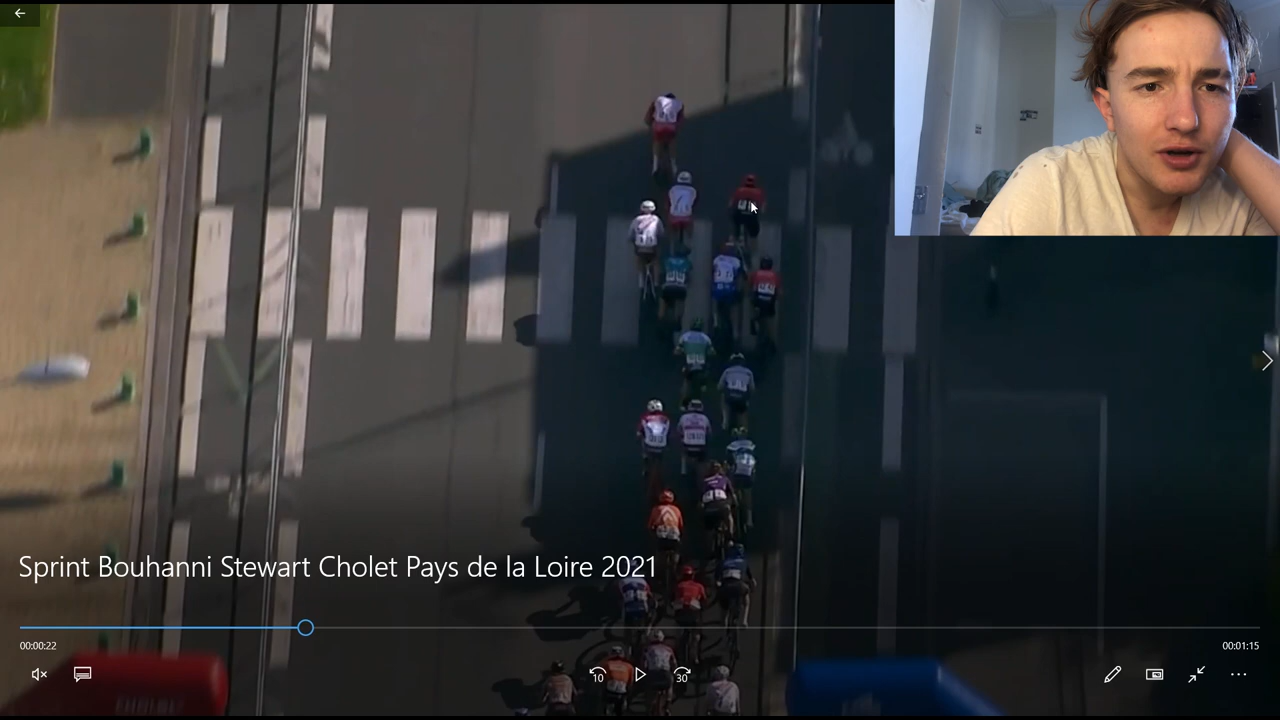 Sprint Bouhanni Stewart Cholet Pays de la Loire 2021
00:00:22
00:01:15
10
30